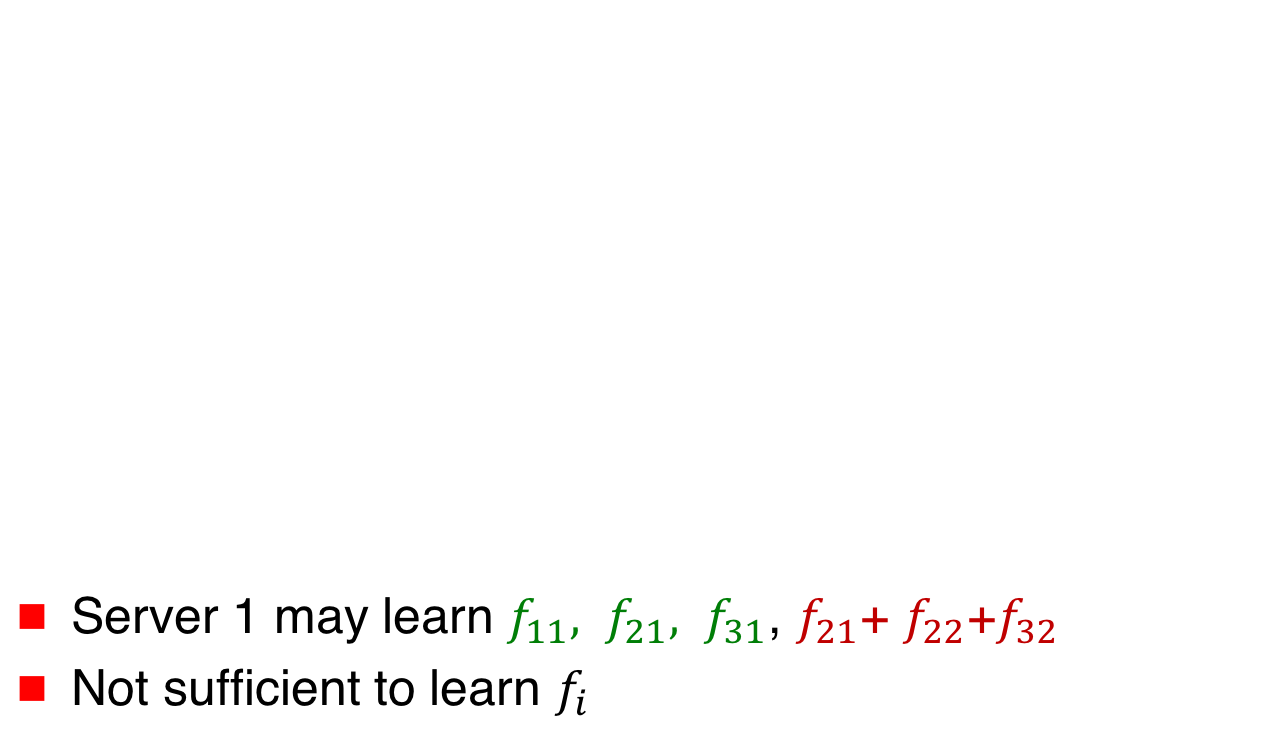 ■ Server 1 may learn f₁₁, f₂₁, f₃₁, f₂₁+ f₂₂+f₃₂
■ Not sufficient to learn fᵢ